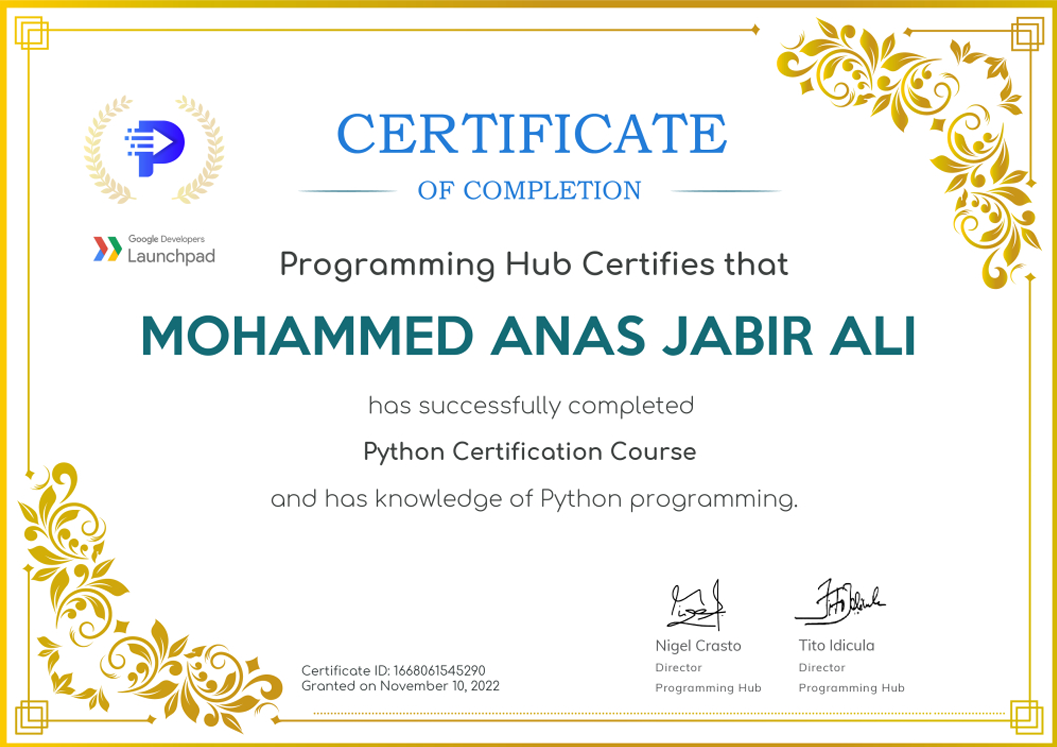 CERTIFICATE
OF COMPLETION
Google Developers
Launchpad
Programming Hub Certifies that
MOHAMMED ANAS JABIR ALI
has successfully completed
Python Certification Course
and has knowledge of Python programming.
Nigel Crasto
Director
Programming Hub
Tito Idicula
Director
Programming Hub
Certificate ID: 1668061545290
Granted on November 10, 2022